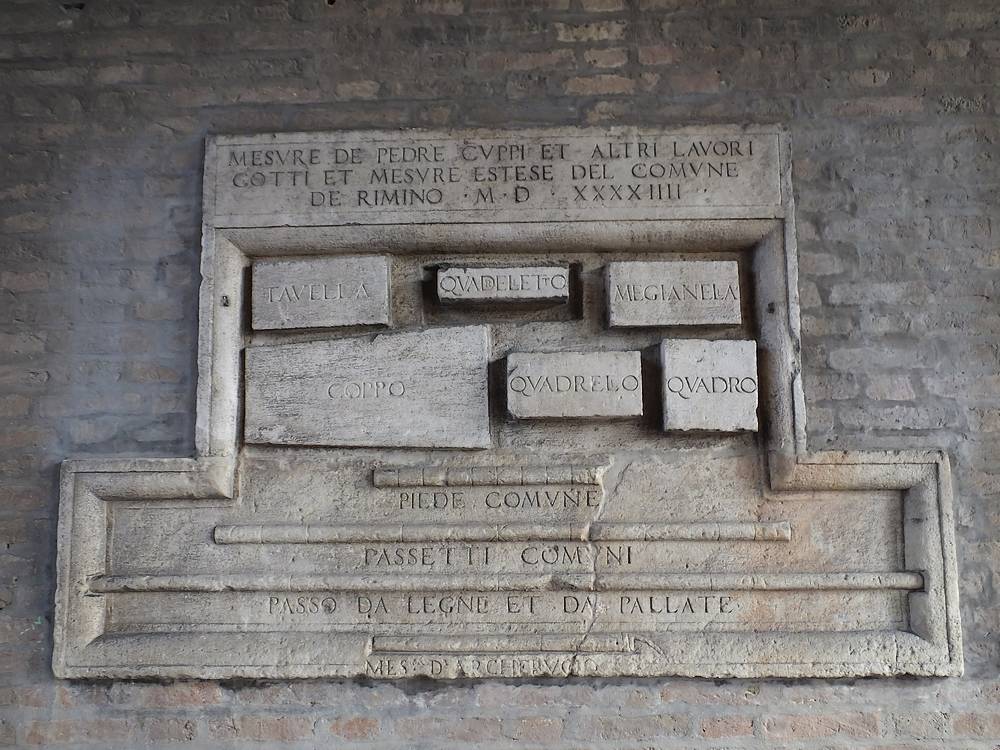 MESVRE DE PEDRE CVPPI ET ALTRI LAVORI
COTTI ET MESVRE ESTESE DEL COMVNE
DE RIMINO · M · D · XXXXIIII
TAVELLA
QVADELETO
MEGIANELA
COPPO
QVADRELO
QVADRO
PIEDE COMVNE
PASSETTI COMVNI
PASSO DA LEGNE ET DA PALLATE
D'ARCHEBVGIO